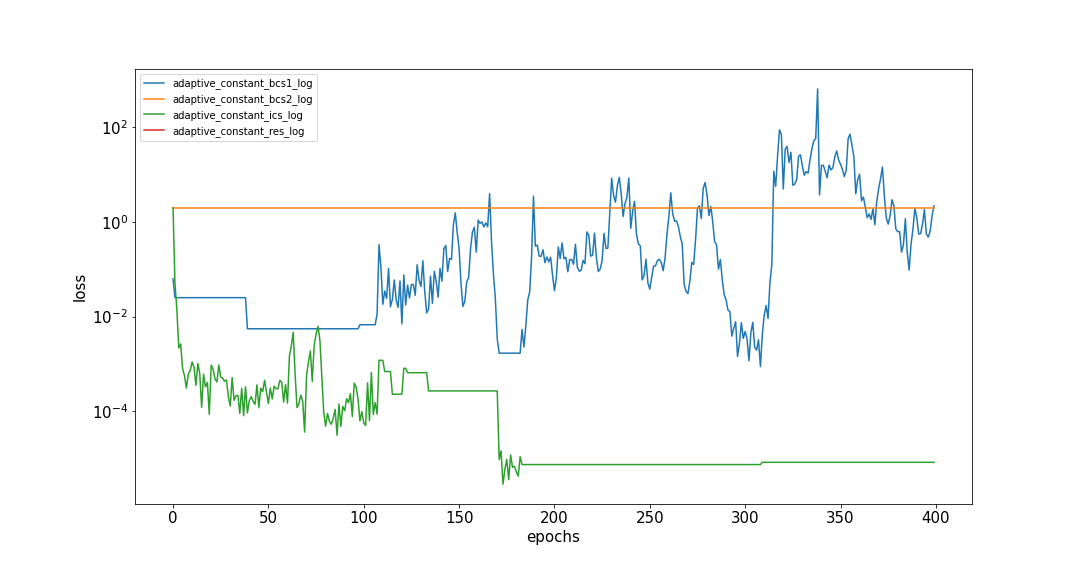 adaptive_constant_bcs1_log
adaptive_constant_bcs2_log
adaptive_constant_ics_log
adaptive_constant_res_log
loss
10²
10⁰
10⁻²
10⁻⁴
0 50 100 150 200 250 300 350 400
epochs